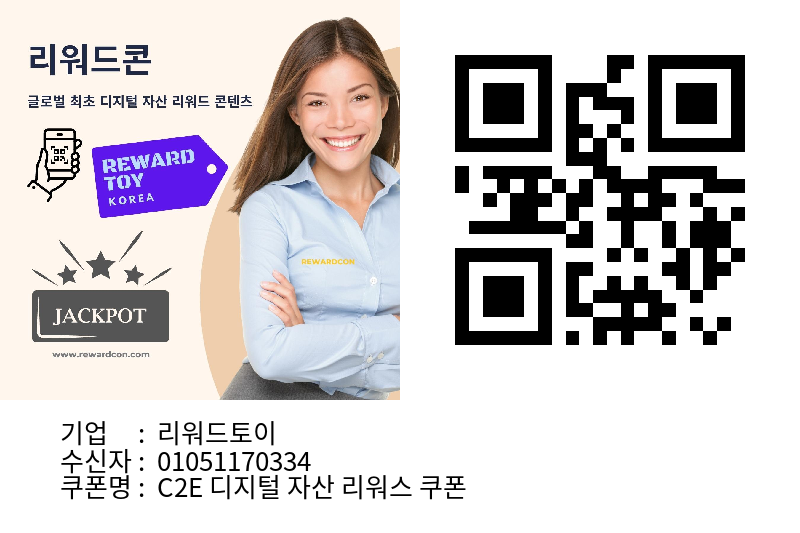 리워드콘
글로벌 최초 디지털 자산 리워드 콘텐츠
REWARD
TOY
KOREA
REWARDCON
JACKPOT
www.rewardcon.com
기업 : 리워드토이
수신자 : 01051170334
쿠폰명 : C2E 디지털 자산 리워스 쿠폰